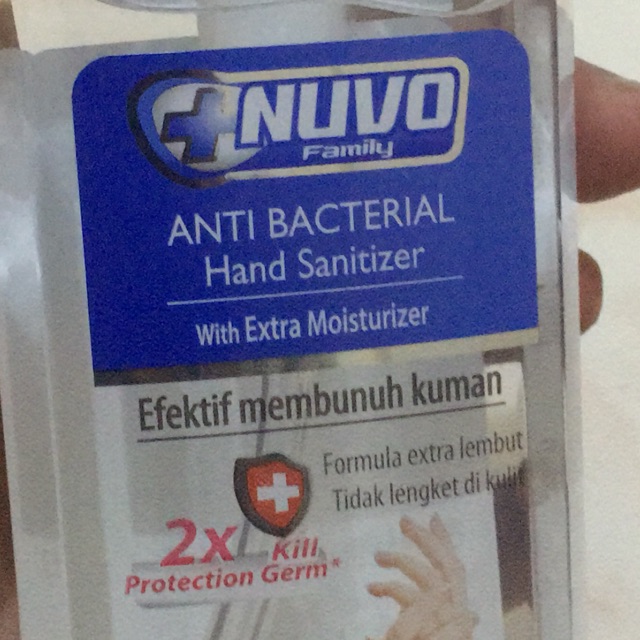 NUVO
Family
ANTI BACTERIAL
Hand Sanitizer
With Extra Moisturizer
Efektif membunuh kuman
Formula extra lembut
Tidak lengket di kulit
2x Kill
Protection Germ*